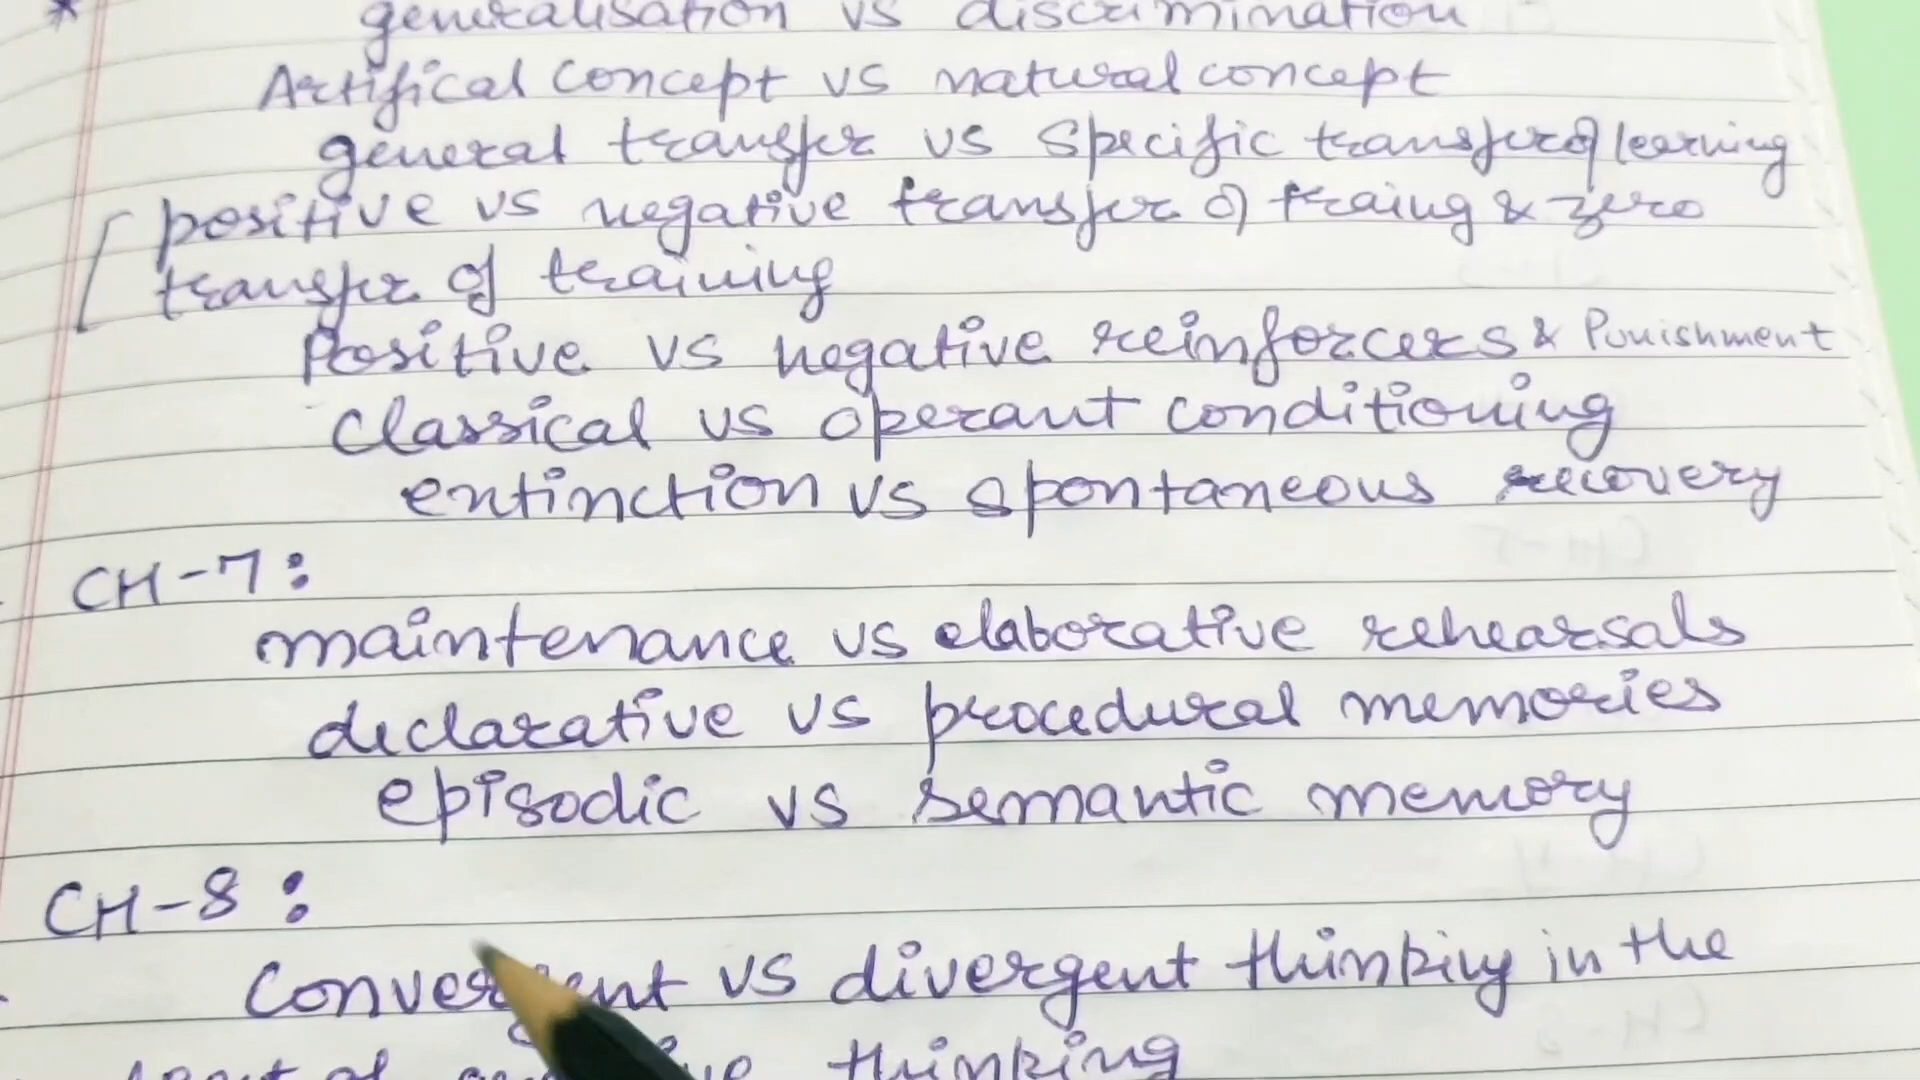 *
generalisation vs discrimination
Artifical concept vs natural concept
general transfer vs specific transfer of learning
positive vs negative transfer of traing & zero
transfer of training
Positive vs negative reinforcers & Punishment
Classical vs operant conditioning
extinction vs spontaneous recovery
CH-7:
maintenance vs elaborative rehearsals
declarative vs procedural memories
episodic vs semantic memory
CH-8:
Convergent vs divergent thinking in the
thinking